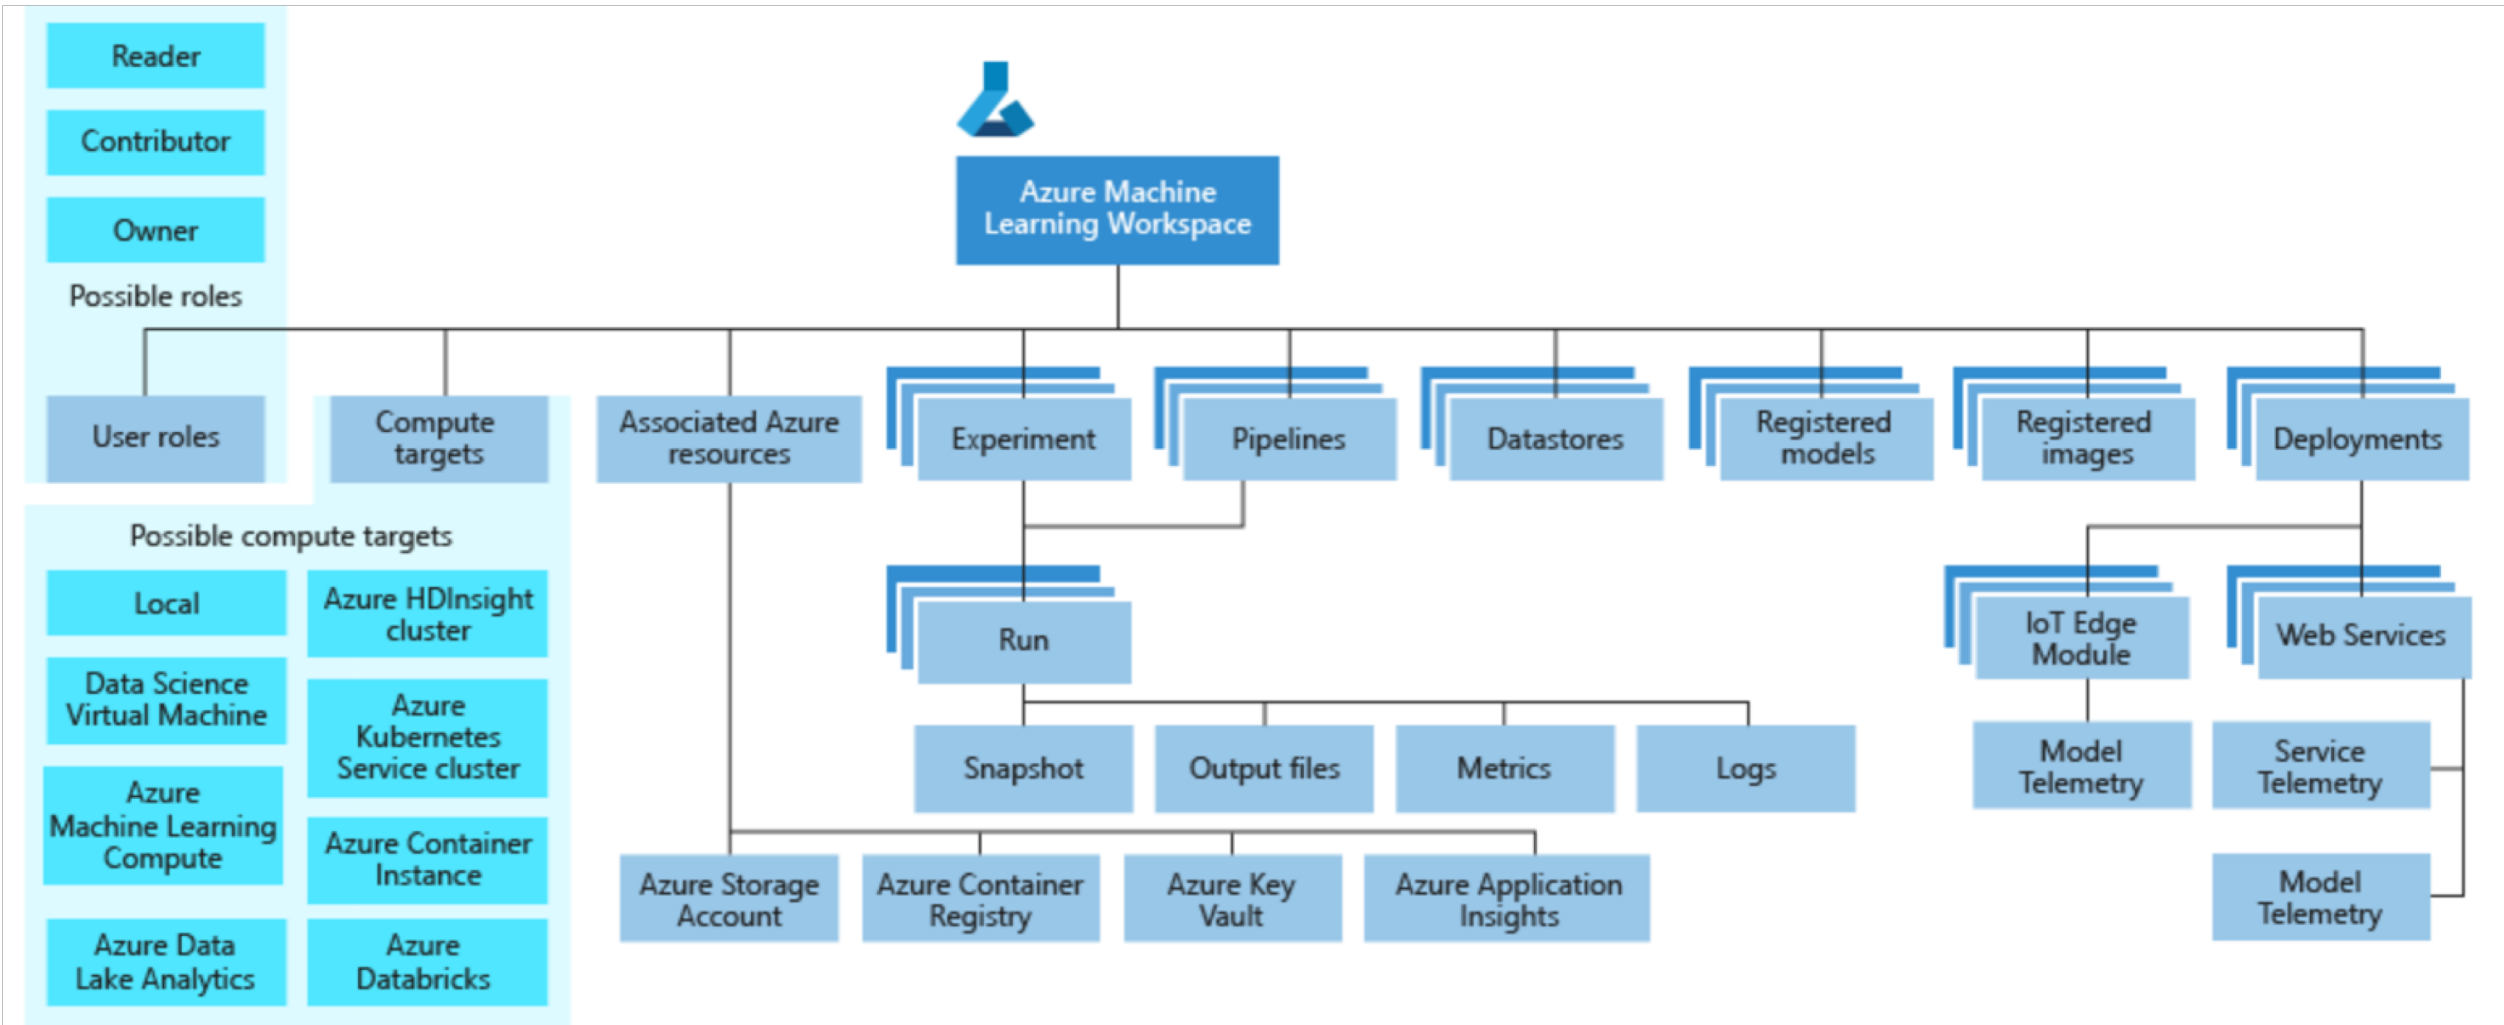 Reader
Contributor
Owner
Possible roles
Azure Machine
Learning Workspace
User roles
Compute
targets
Associated Azure
resources
Experiment
Pipelines
Datastores
Registered
models
Registered
images
Deployments
Possible compute targets
Local
Azure HDInsight
cluster
Data Science
Virtual Machine
Azure
Kubernetes
Service cluster
Azure
Machine Learning
Compute
Azure Container
Instance
Azure Data
Lake Analytics
Azure
Databricks
Run
IoT Edge
Module
Web Services
Snapshot
Output files
Metrics
Logs
Model
Telemetry
Service
Telemetry
Azure Storage
Account
Azure Container
Registry
Azure Key
Vault
Azure Application
Insights
Model
Telemetry